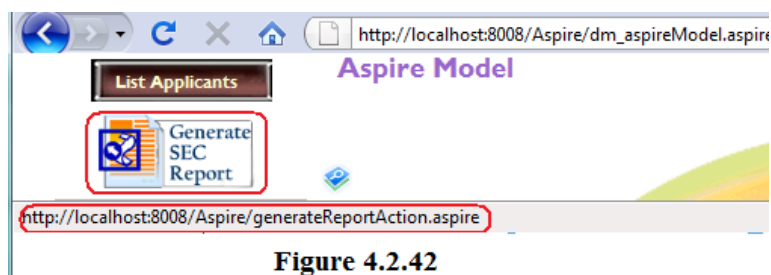 http://localhost:8008/Aspire/dm_aspireModel.aspire
Aspire Model
List Applicants
Generate
SEC
Report
http://localhost:8008/Aspire/generateReportAction.aspire
Figure 4.2.42